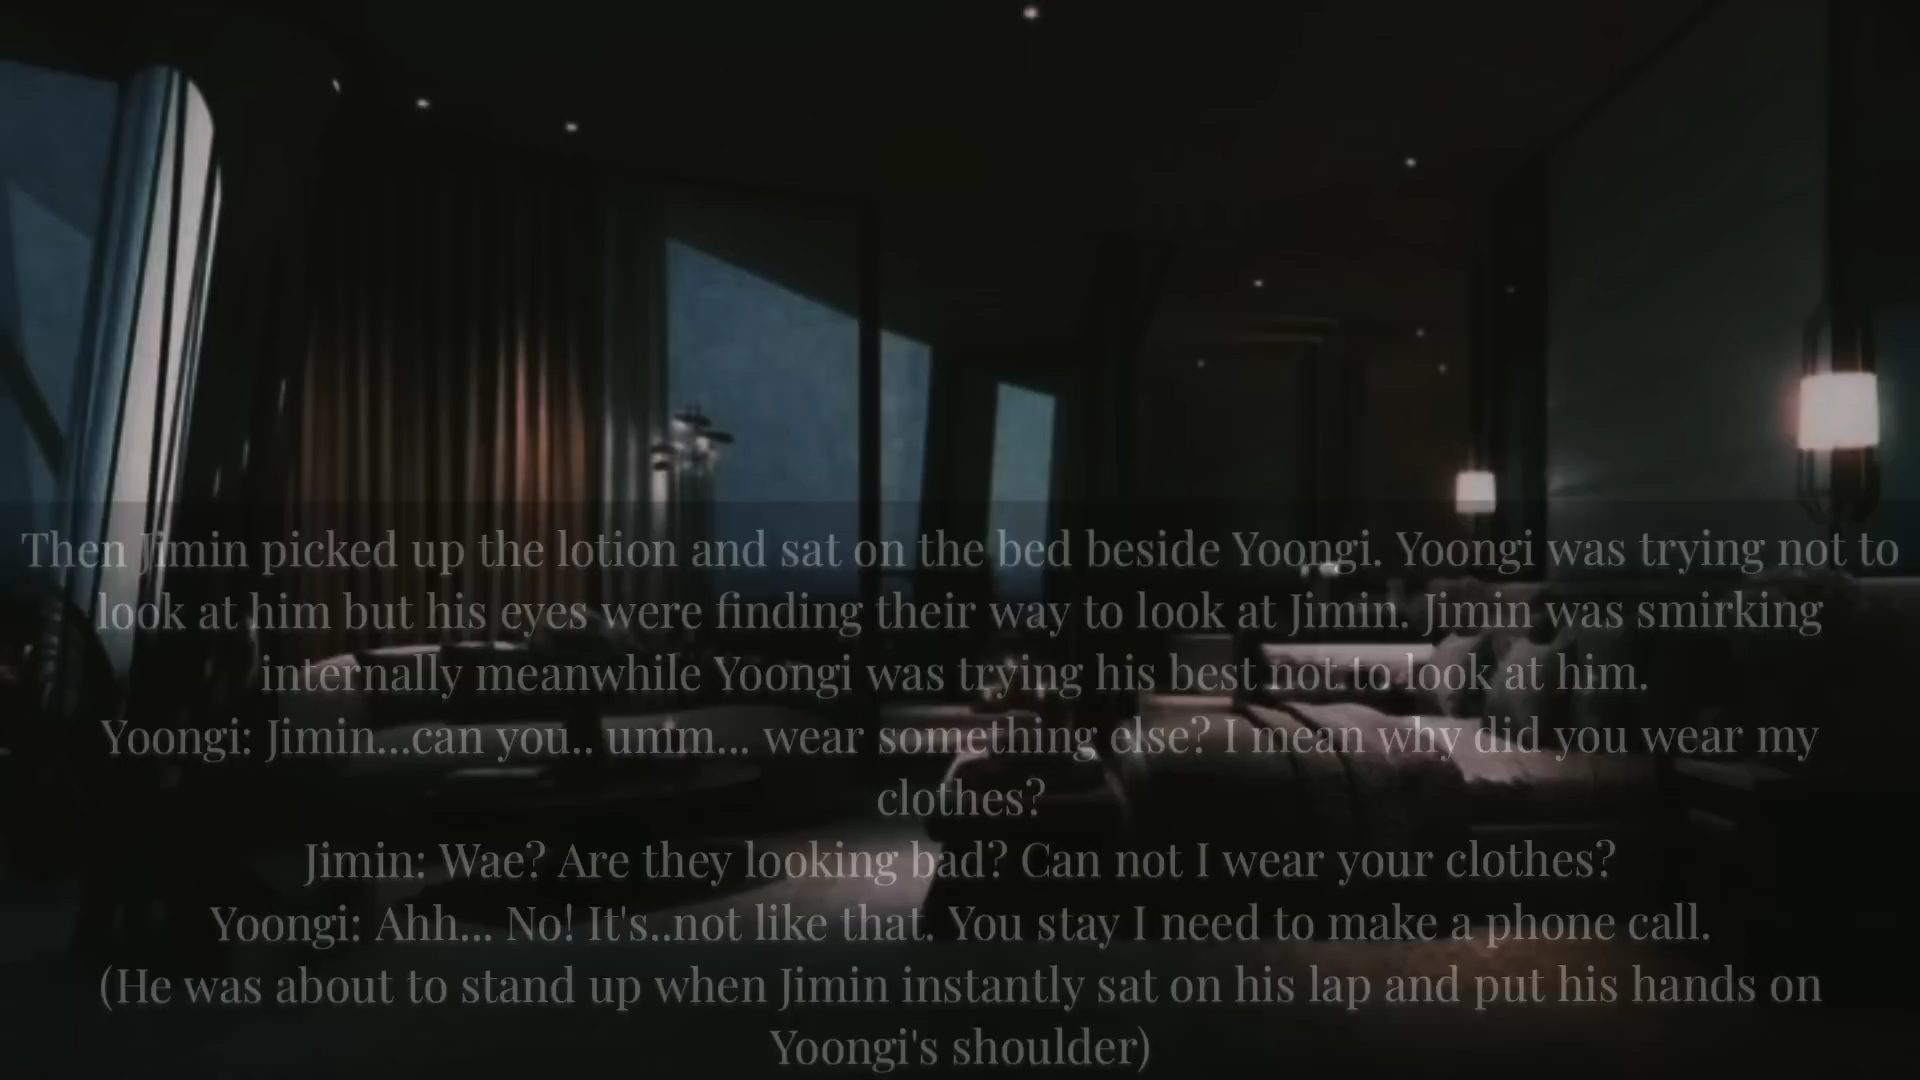 Then Jimin picked up the lotion and sat on the bed beside Yoongi. Yoongi was trying not to
look at him but his eyes were finding their way to look at Jimin. Jimin was smirking
internally meanwhile Yoongi was trying his best not to look at him.
Yoongi: Jimin...can you.. umm... wear something else? I mean why did you wear my
clothes?
Jimin: Wae? Are they looking bad? Can not I wear your clothes?
Yoongi: Ahh... No! It's..not like that. You stay I need to make a phone call.
(He was about to stand up when Jimin instantly sat on his lap and put his hands on
Yoongi's shoulder)